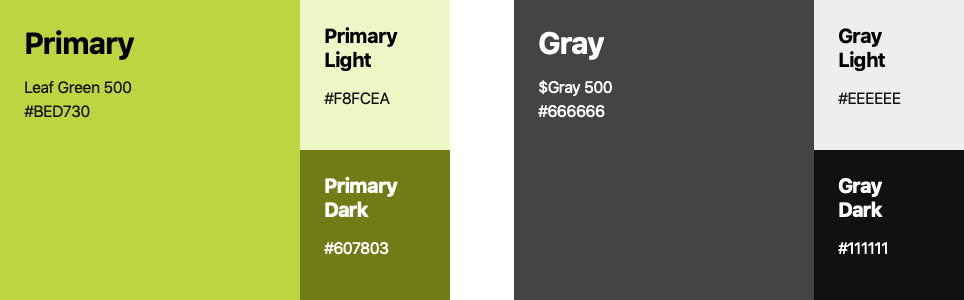 Primary
Leaf Green 500
#BED730
Primary
Light
#F8FCEA
Primary
Dark
#607803
Gray
$Gray 500
#666666
Gray
Light
#EEEEEE
Gray
Dark
#111111